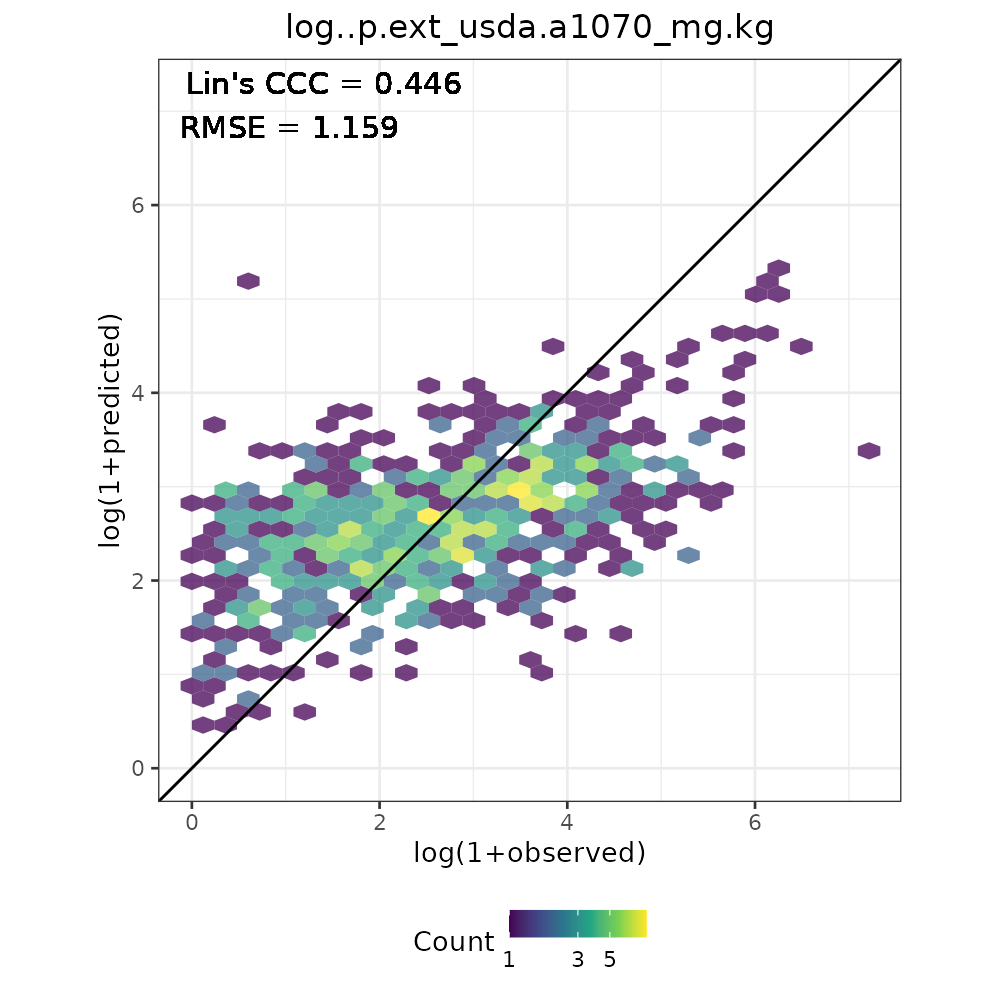 log..p.ext_usda.a1070_mg.kg
Lin's CCC = 0.446
RMSE = 1.159
6
4
2
0
log(1+predicted)
0 2 4 6
log(1+observed)
Count
1 3 5